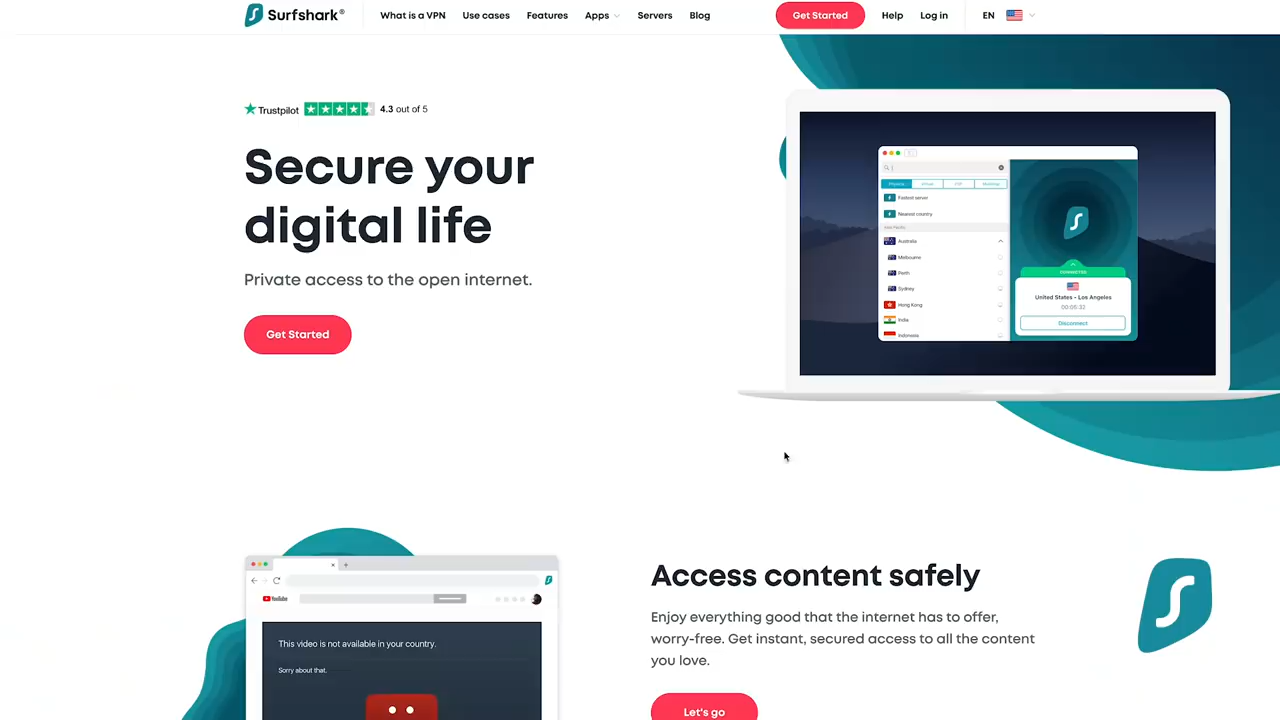 Surfshark®
What is a VPN
Use cases
Features
Apps
Servers
Blog
Get Started
Help
Log in
EN
Trustpilot
4.3 out of 5
Secure your
digital life
Private access to the open internet.
Get Started
Fastest server
Nearest country
Australia
Melbourne
Perth
Sydney
Hong Kong
India
Indonesia
CONNECTED
United States • Los Angeles
00:05:32
Disconnect
YouTube
This video is not available in your country.
Sorry about that.
Access content safely
Enjoy everything good that the internet has to offer,
worry-free. Get instant, secured access to all the content
you love.
Let's go